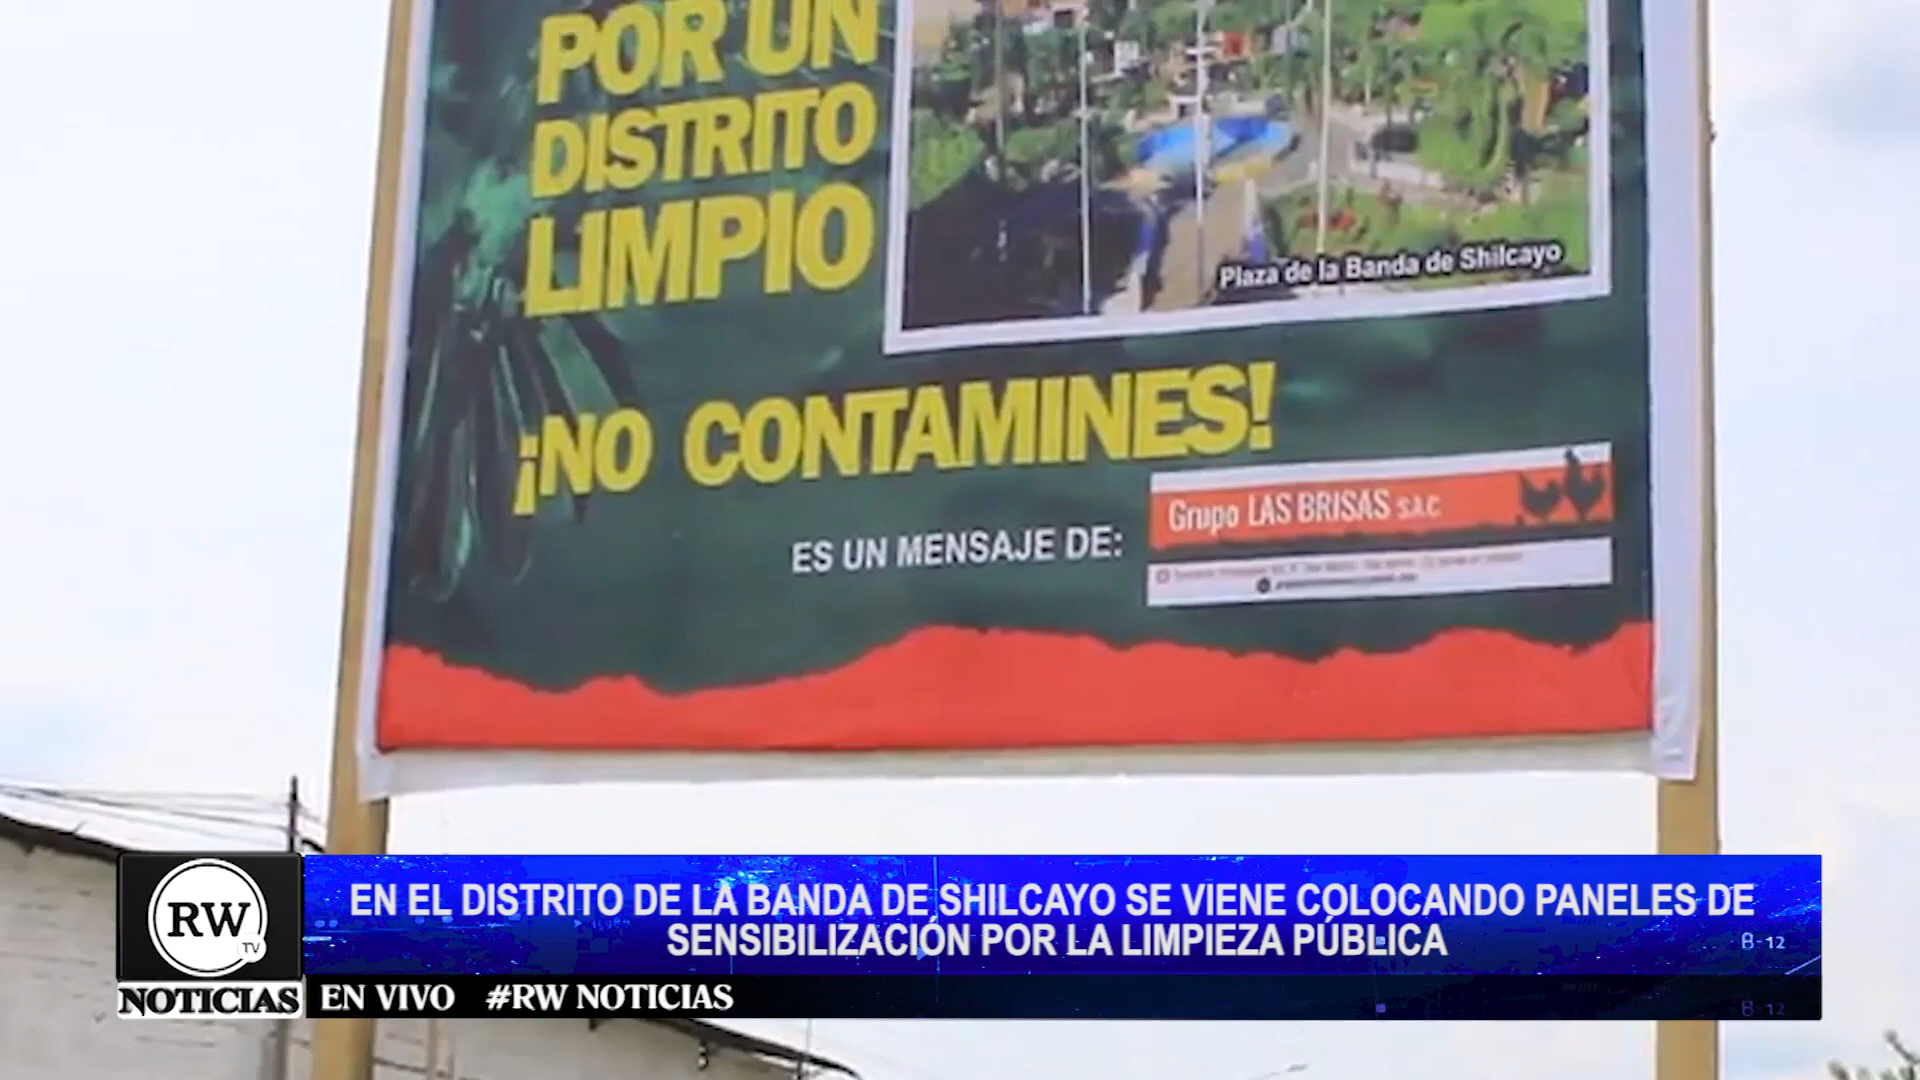 POR UN
DISTRITO
LIMPIO
Plaza de la Banda de Shilcayo
¡NO CONTAMINES!
ES UN MENSAJE DE:
Grupo LAS BRISAS S.A.C
RW
TV
NOTICIAS
EN EL DISTRITO DE LA BANDA DE SHILCAYO SE VIENE COLOCANDO PANELES DE
SENSIBILIZACIÓN POR LA LIMPIEZA PÚBLICA
B-12
EN VIVO #RW NOTICIAS
B-12